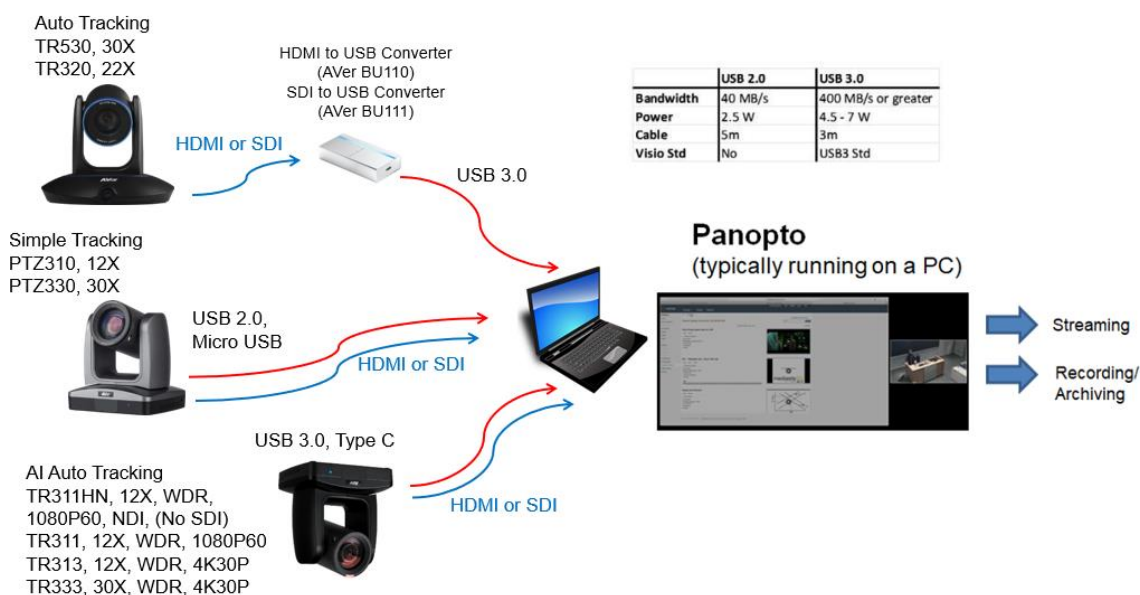 Auto Tracking
TR530, 30X
TR320, 22X
HDMI to USB Converter
(AVer BU110)
SDI to USB Converter
(AVer BU111)
HDMI or SDI
USB 3.0
USB 2.0 USB 3.0
Bandwidth 40 MB/s 400 MB/s or greater
Power 2.5 W 4.5 - 7 W
Cable 5m 3m
Visio Std No USB3 Std
Simple Tracking
PTZ310, 12X
PTZ330, 30X
USB 2.0,
Micro USB
HDMI or SDI
Panopto
(typically running on a PC)
Streaming
Recording/
Archiving
USB 3.0, Type C
HDMI or SDI
AI Auto Tracking
TR311HN, 12X, WDR,
1080P60, NDI, (No SDI)
TR311, 12X, WDR, 1080P60
TR313, 12X, WDR, 4K30P
TR333, 30X, WDR, 4K30P